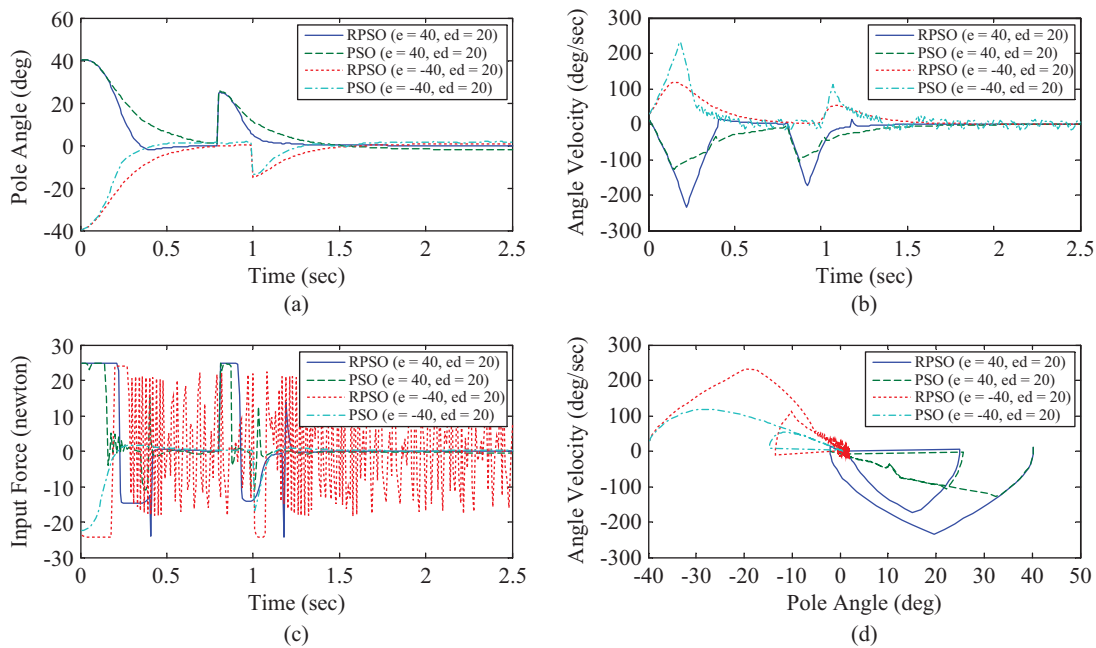 60
40
20
0
-20
-40
Pole Angle (deg)
RPSO (e = 40, ed = 20)
PSO (e = 40, ed = 20)
RPSO (e = -40, ed = 20)
PSO (e = -40, ed = 20)
0 0.5 1 1.5 2 2.5
Time (sec)
(a)
300
200
100
0
-100
-200
300
Angle Velocity (deg/sec)
RPSO (e = 40, ed = 20)
PSO (e = 40, ed = 20)
RPSO (e = -40, ed = 20)
PSO (e = -40, ed = 20)
0 0.5 1 1.5 2 2.5
Time (sec)
(b)
30
20
10
0
-10
-20
-30
Input Force (newton)
RPSO (e = 40, ed = 20)
PSO (e = 40, ed = 20)
RPSO (e = -40, ed = 20)
PSO (e = -40, ed = 20)
0 0.5 1 1.5 2 2.5
Time (sec)
(c)
300
200
100
0
-100
-200
300
Angle Velocity (deg/sec)
RPSO (e = 40, ed = 20)
PSO (e = 40, ed = 20)
RPSO (e = -40, ed = 20)
PSO (e = -40, ed = 20)
-40 -30 -20 -10 0 10 20 30 40 50
Pole Angle (deg)
(d)